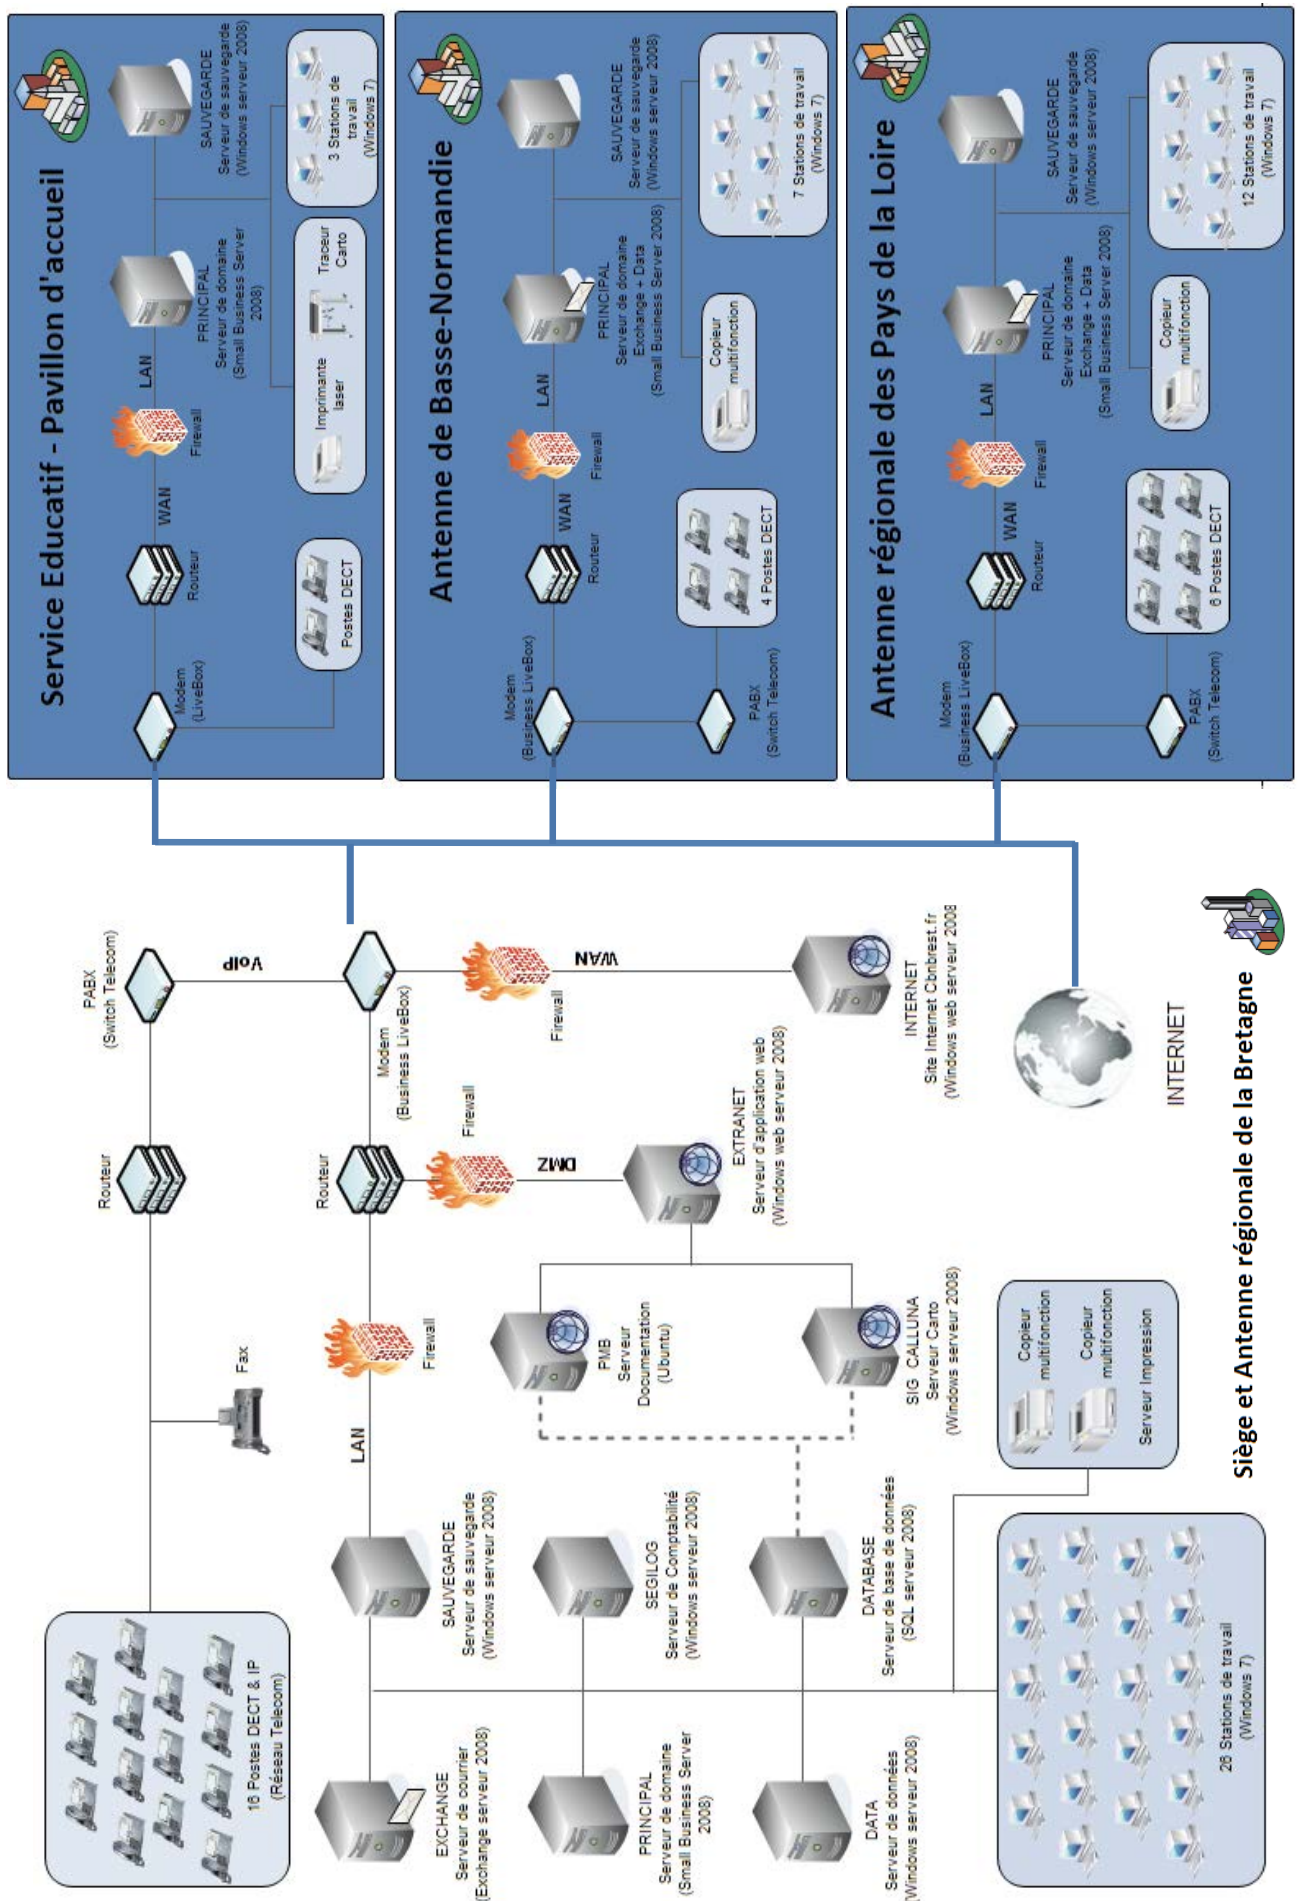 Service Educatif - Pavillon d'accueil
Modem
(LiveBox)
Postes DECT
Routeur
WAN
Firewall
LAN
Imprimante
laser
Traceur
Carto
PRINCIPAL
Serveur de domaine
(Small Business Server
2008)
SAUVEGARDE
Serveur de sauvegarde
(Windows serveur 2008)
3 Stations de
travail
(Windows 7)
Antenne de Basse-Normandie
Modem
(Business LiveBox)
PABX
(Switch Telecom)
Routeur
4 Postes DECT
WAN
Firewall
LAN
Copieur
multifonction
PRINCIPAL
Serveur de domaine
Exchange + Data
(Small Business Server 2008)
SAUVEGARDE
Serveur de sauvegarde
(Windows serveur 2008)
7 Stations de travail
(Windows 7)
Antenne régionale des Pays de la Loire
Modem
(Business LiveBox)
PABX
(Switch Telecom)
Routeur
6 Postes DECT
WAN
Firewall
LAN
Copieur
multifonction
PRINCIPAL
Serveur de domaine
Exchange + Data
(Small Business Server 2008)
SAUVEGARDE
Serveur de sauvegarde
(Windows serveur 2008)
12 Stations de travail
(Windows 7)
16 Postes DECT & IP
(Réseau Telecom)
Fax
Routeur
PABX
(Switch Telecom)
VoIP
EXCHANGE
Serveur de courrier
(Exchange serveur 2008)
SAUVEGARDE
Serveur de sauvegarde
(Windows serveur 2008)
LAN
Firewall
Routeur
Modem
(Business LiveBox)
Firewall
DMZ
Firewall
WAN
PRINCIPAL
Serveur de domaine
(Small Business Server
2008)
SEGILOG
Serveur de Comptabilité
(Windows serveur 2008)
PMB
Serveur
Documentation
(Ubuntu)
EXTRANET
Serveur d'application web
(Windows web serveur 2008)
INTERNET
Site Internet Cbnbrest.fr
(Windows web serveur 2008
DATA
Serveur de données
(Windows serveur 2008)
DATABASE
Serveur de base de données
(SQL serveur 2008)
SIG CALLUNA
Serveur Carto
(Windows serveur 2008)
26 Stations de travail
(Windows 7)
Copieur
multifonction
Copieur
multifonction
Serveur Impression
INTERNET
Siège et Antenne régionale de la Bretagne